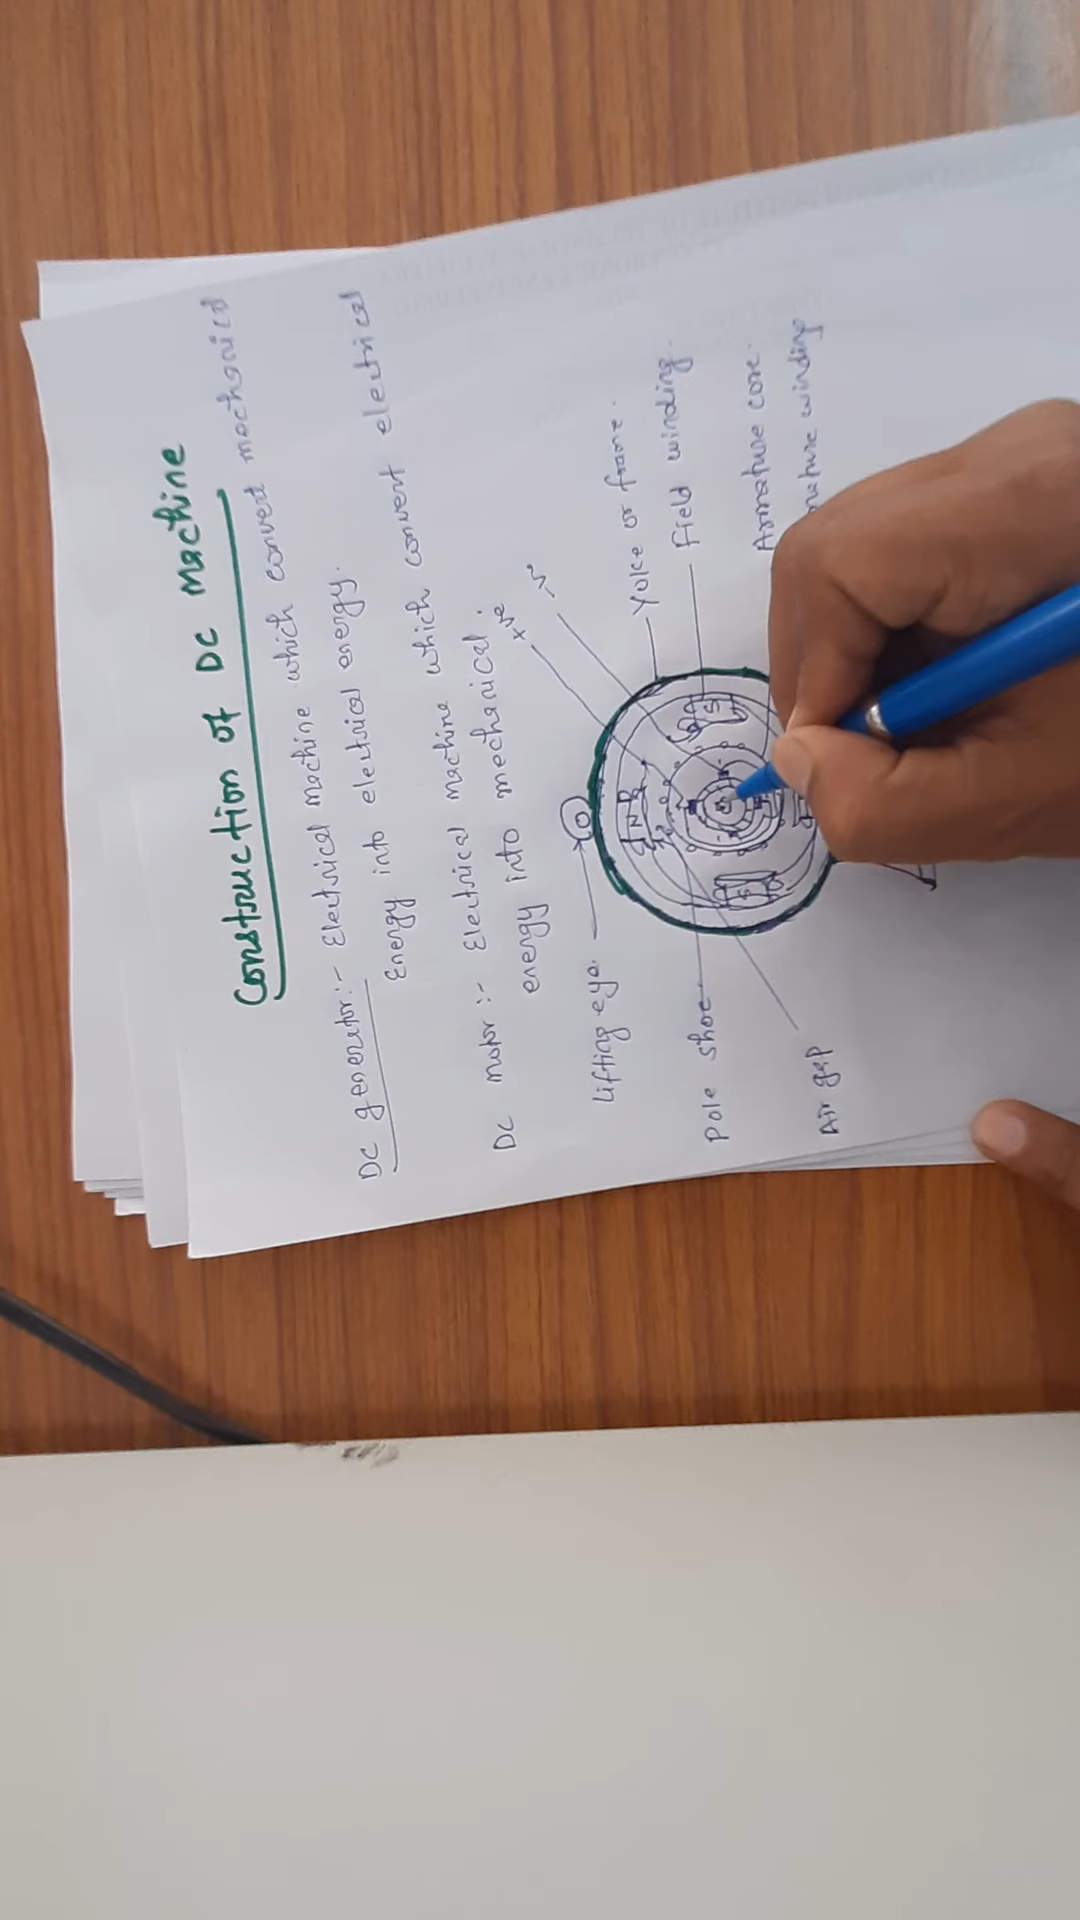 Construction of DC Machine
DC generator:- Electrical machine which convert mechanical
Energy into electrical energy.
DC motor :- Electrical machine which convert electrical
energy into mechanical.
+ve
Lifting eye
Yoke or frame.
Field winding.
Pole shoe
Armature core.
winding
Air gap
N
S
S